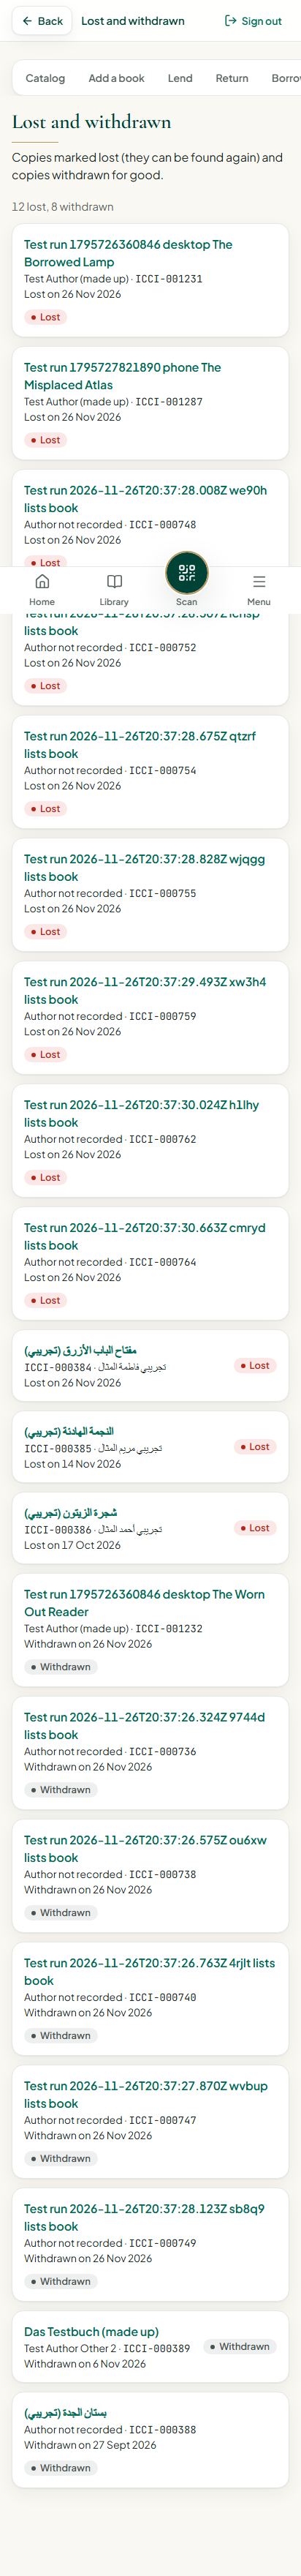 Back
Lost and withdrawn
Sign out
Catalog
Add a book
Lend
Return
Lost and withdrawn
Copies marked lost (they can be found again) and
copies withdrawn for good.
12 lost, 8 withdrawn
Test run 1795726360846 desktop The
Borrowed Lamp
Test Author (made up) · ICCI-001231
Lost on 26 Nov 2026
Lost
Test run 1795727821890 phone The
Misplaced Atlas
Test Author (made up) · ICCI-001287
Lost on 26 Nov 2026
Lost
Test run 2026-11-26T20:37:28.008Z we90h
lists book
Author not recorded · ICCI-000748
Lost on 26 Nov 2026
Lost
Home
Library
Scan
Menu
lists book
Author not recorded · ICCI-000752
Lost on 26 Nov 2026
Lost
Test run 2026-11-26T20:37:28.675Z qtzrf
lists book
Author not recorded · ICCI-000754
Lost on 26 Nov 2026
Lost
Test run 2026-11-26T20:37:28.828Z wjqgg
lists book
Author not recorded · ICCI-000755
Lost on 26 Nov 2026
Lost
Test run 2026-11-26T20:37:29.493Z xw3h4
lists book
Author not recorded · ICCI-000759
Lost on 26 Nov 2026
Lost
Test run 2026-11-26T20:37:30.024Z h1lhy
lists book
Author not recorded · ICCI-000762
Lost on 26 Nov 2026
Lost
Test run 2026-11-26T20:37:30.663Z cmryd
lists book
Author not recorded · ICCI-000764
Lost on 26 Nov 2026
Lost
مفتاح الباب الأزرق (تجريبي)
تجريبي فاطمة المثال · ICCI-000384
Lost on 26 Nov 2026
Lost
النجمة الهادئة (تجريبي)
تجريبي مريم المثال · ICCI-000385
Lost on 14 Nov 2026
Lost
شجرة الزيتون (تجريبي)
تجريبي أحمد المثال · ICCI-000386
Lost on 17 Oct 2026
Lost
Test run 1795726360846 desktop The Worn
Out Reader
Test Author (made up) · ICCI-001232
Withdrawn on 26 Nov 2026
Withdrawn
Test run 2026-11-26T20:37:26.324Z 9744d
lists book
Author not recorded · ICCI-000736
Withdrawn on 26 Nov 2026
Withdrawn
Test run 2026-11-26T20:37:26.575Z ou6xw
lists book
Author not recorded · ICCI-000738
Withdrawn on 26 Nov 2026
Withdrawn
Test run 2026-11-26T20:37:26.763Z 4rjlt lists
book
Author not recorded · ICCI-000740
Withdrawn on 26 Nov 2026
Withdrawn
Test run 2026-11-26T20:37:27.870Z wvbup
lists book
Author not recorded · ICCI-000747
Withdrawn on 26 Nov 2026
Withdrawn
Test run 2026-11-26T20:37:28.123Z sb8q9
lists book
Author not recorded · ICCI-000749
Withdrawn on 26 Nov 2026
Withdrawn
Das Testbuch (made up)
Test Author Other 2 · ICCI-000389
Withdrawn on 6 Nov 2026
Withdrawn
بستان الجدة (تجريبي)
Author not recorded · ICCI-000388
Withdrawn on 27 Sept 2026
Withdrawn